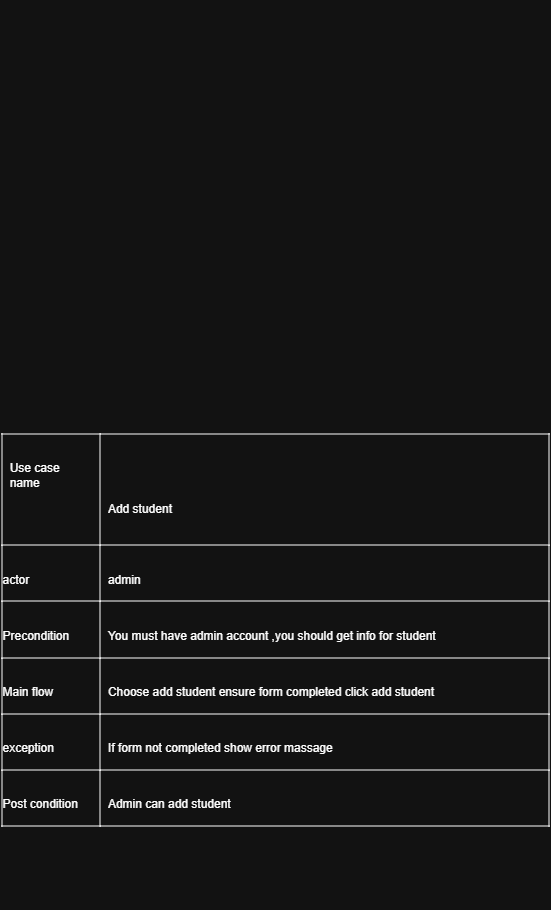 Use case
name
Add student
actor
admin
Precondition
You must have admin account ,you should get info for student
Main flow
Choose add student ensure form completed click add student
exception
If form not completed show error massage
Post condition
Admin can add student